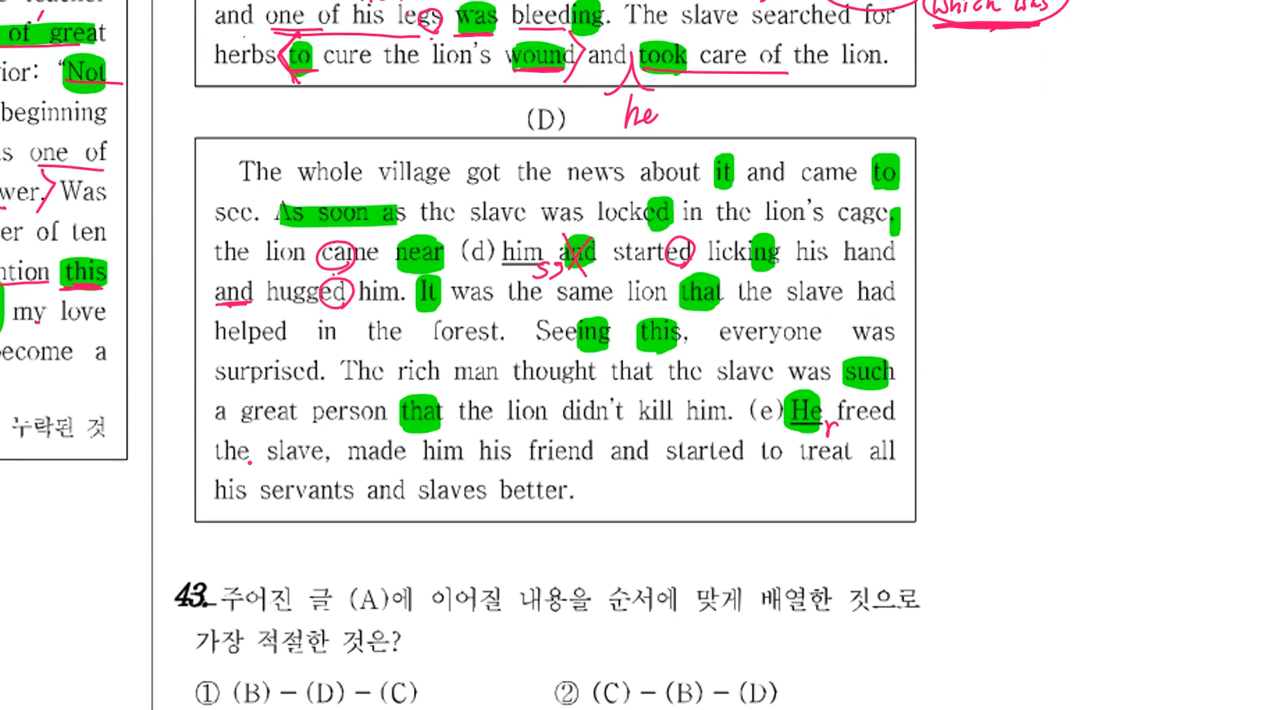 of great
ior: “Not
beginning
s one of
wer. Was
er of ten
ntion this
my love
ecome a
누락된 것
and one of his legs was bleeding. The slave searched for
which was
herbs to cure the lion’s wound and took care of the lion.
he
(D)
The whole village got the news about it and came to
see. As soon as the slave was locked in the lion’s cage,
the lion came near (d) him and started licking his hand
and hugged him. It was the same lion that the slave had
helped in the forest. Seeing this, everyone was
surprised. The rich man thought that the slave was such
a great person that the lion didn’t kill him. (e) He freed
r
the slave, made him his friend and started to treat all
his servants and slaves better.
43. 주어진 글 (A)에 이어질 내용을 순서에 맞게 배열한 것으로
가장 적절한 것은?
① (B) − (D) − (C) ② (C) − (B) − (D)